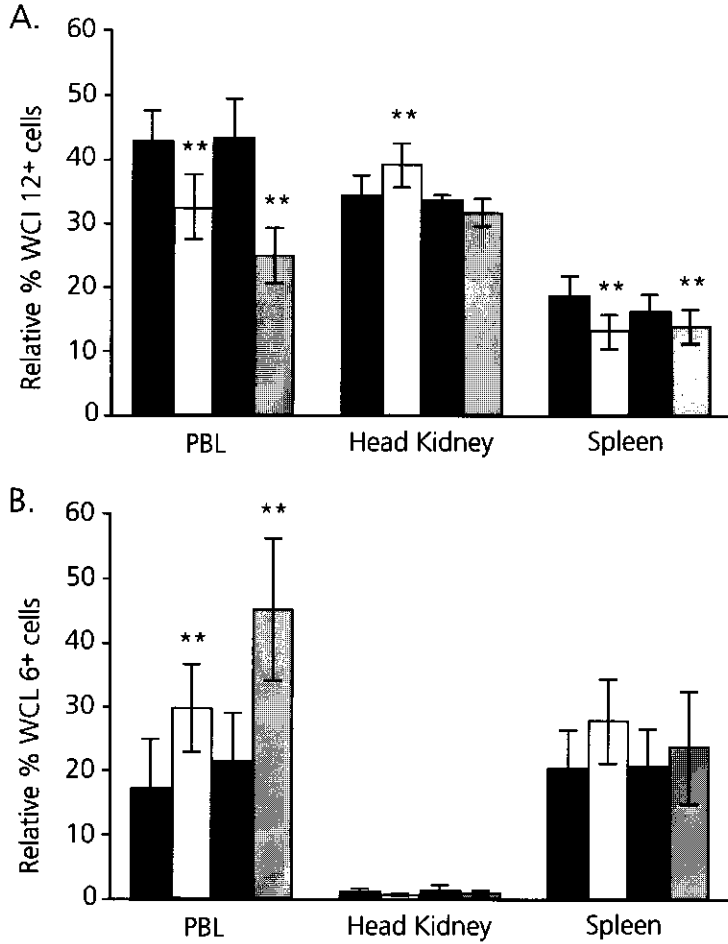 A.
Relative % WCI 12+ cells
60
50
40
30
20
10
0
**
**
**
**
**
PBL
Head Kidney
Spleen
B.
Relative % WCL 6+ cells
60
50
40
30
20
10
0
**
**
PBL
Head Kidney
Spleen